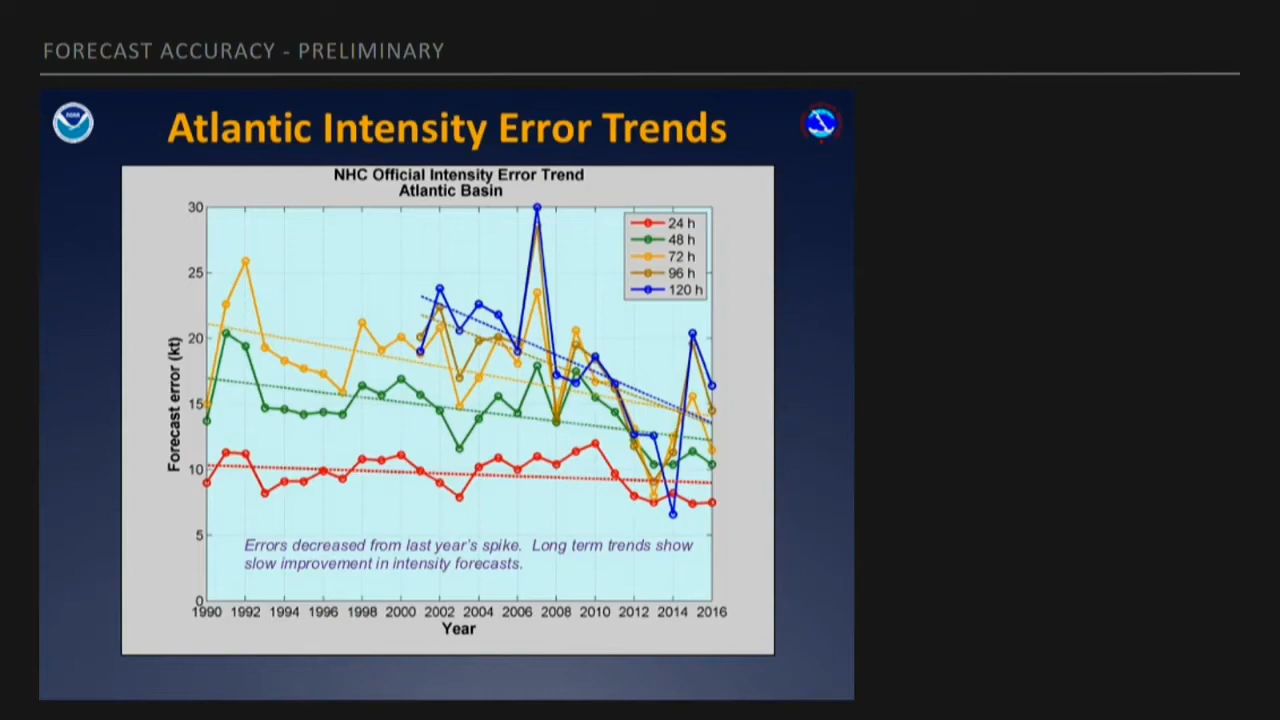 FORECAST ACCURACY - PRELIMINARY
Atlantic Intensity Error Trends
NHC Official Intensity Error Trend
Atlantic Basin
30
25
20
15
10
5
0
Forecast error (kt)
24 h
48 h
72 h
96 h
120 h
Errors decreased from last year's spike. Long term trends show
slow improvement in intensity forecasts.
1990 1992 1994 1996 1998 2000 2002 2004 2006 2008 2010 2012 2014 2016
Year